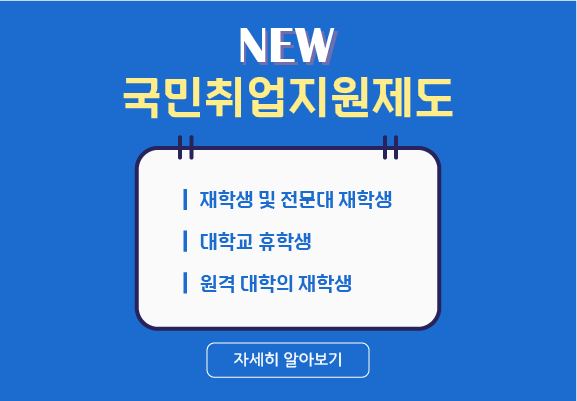 NEW
국민취업지원제도
재학생 및 전문대 재학생
대학교 휴학생
원격 대학의 재학생
자세히 알아보기